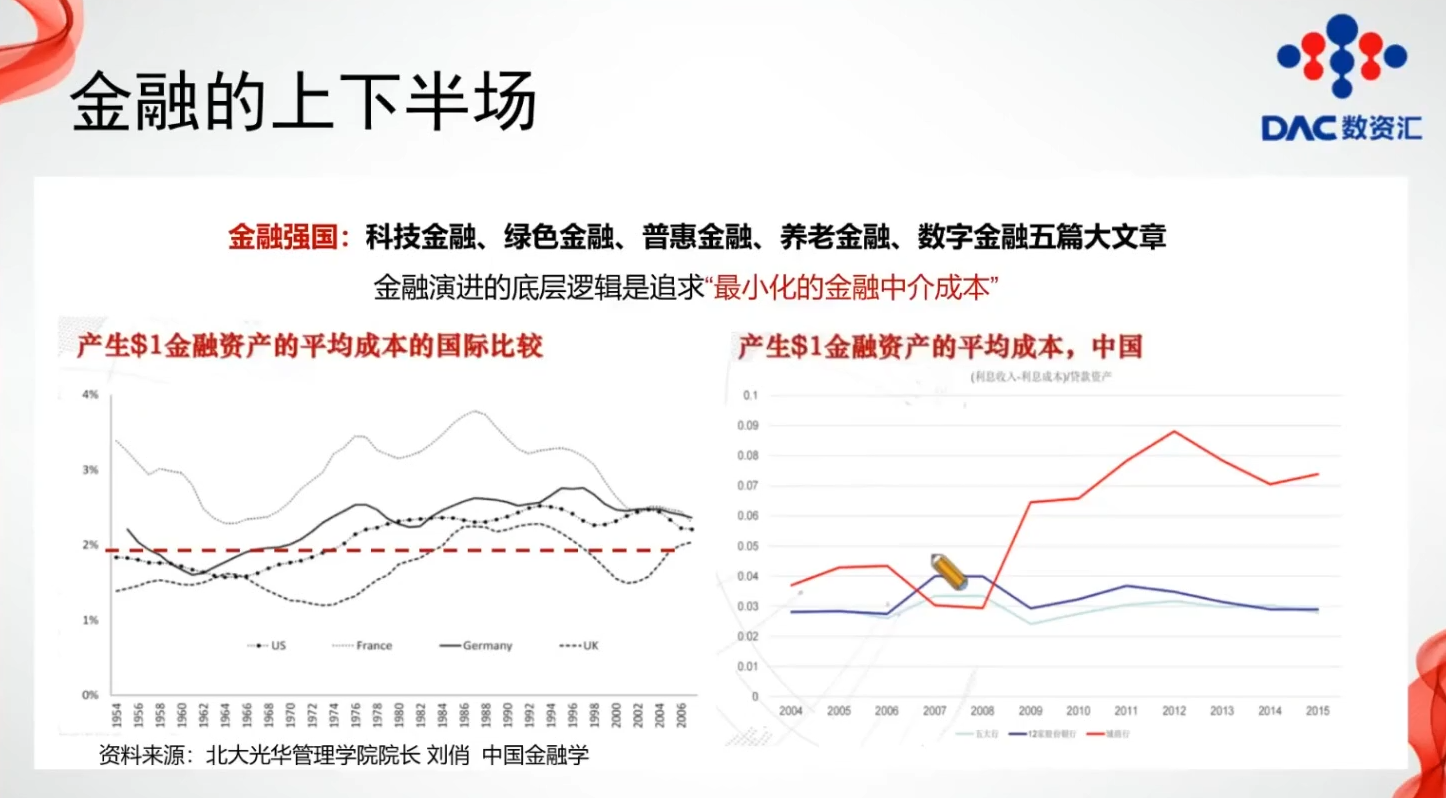 金融的上下半场
DAC 数资汇
金融强国：科技金融、绿色金融、普惠金融、养老金融、数字金融五篇大文章
金融演进的底层逻辑是追求“最小化的金融中介成本”
产生$1金融资产的平均成本的国际比较
4%
3%
2%
1%
0%
US France Germany UK
1954 1956 1958 1960 1962 1964 1966 1968 1970 1972 1974 1976 1978 1980 1982 1984 1986 1988 1990 1992 1994 1996 1998 2000 2002 2004 2006
产生$1金融资产的平均成本，中国
(利息收入-利息成本)/贷款资产
0.1
0.09
0.08
0.07
0.06
0.05
0.04
0.03
0.02
0.01
0
2004 2005 2006 2007 2008 2009 2010 2011 2012 2013 2014 2015
五大行 12家股份银行 城商行
资料来源：北大光华管理学院院长 刘俏 中国金融学